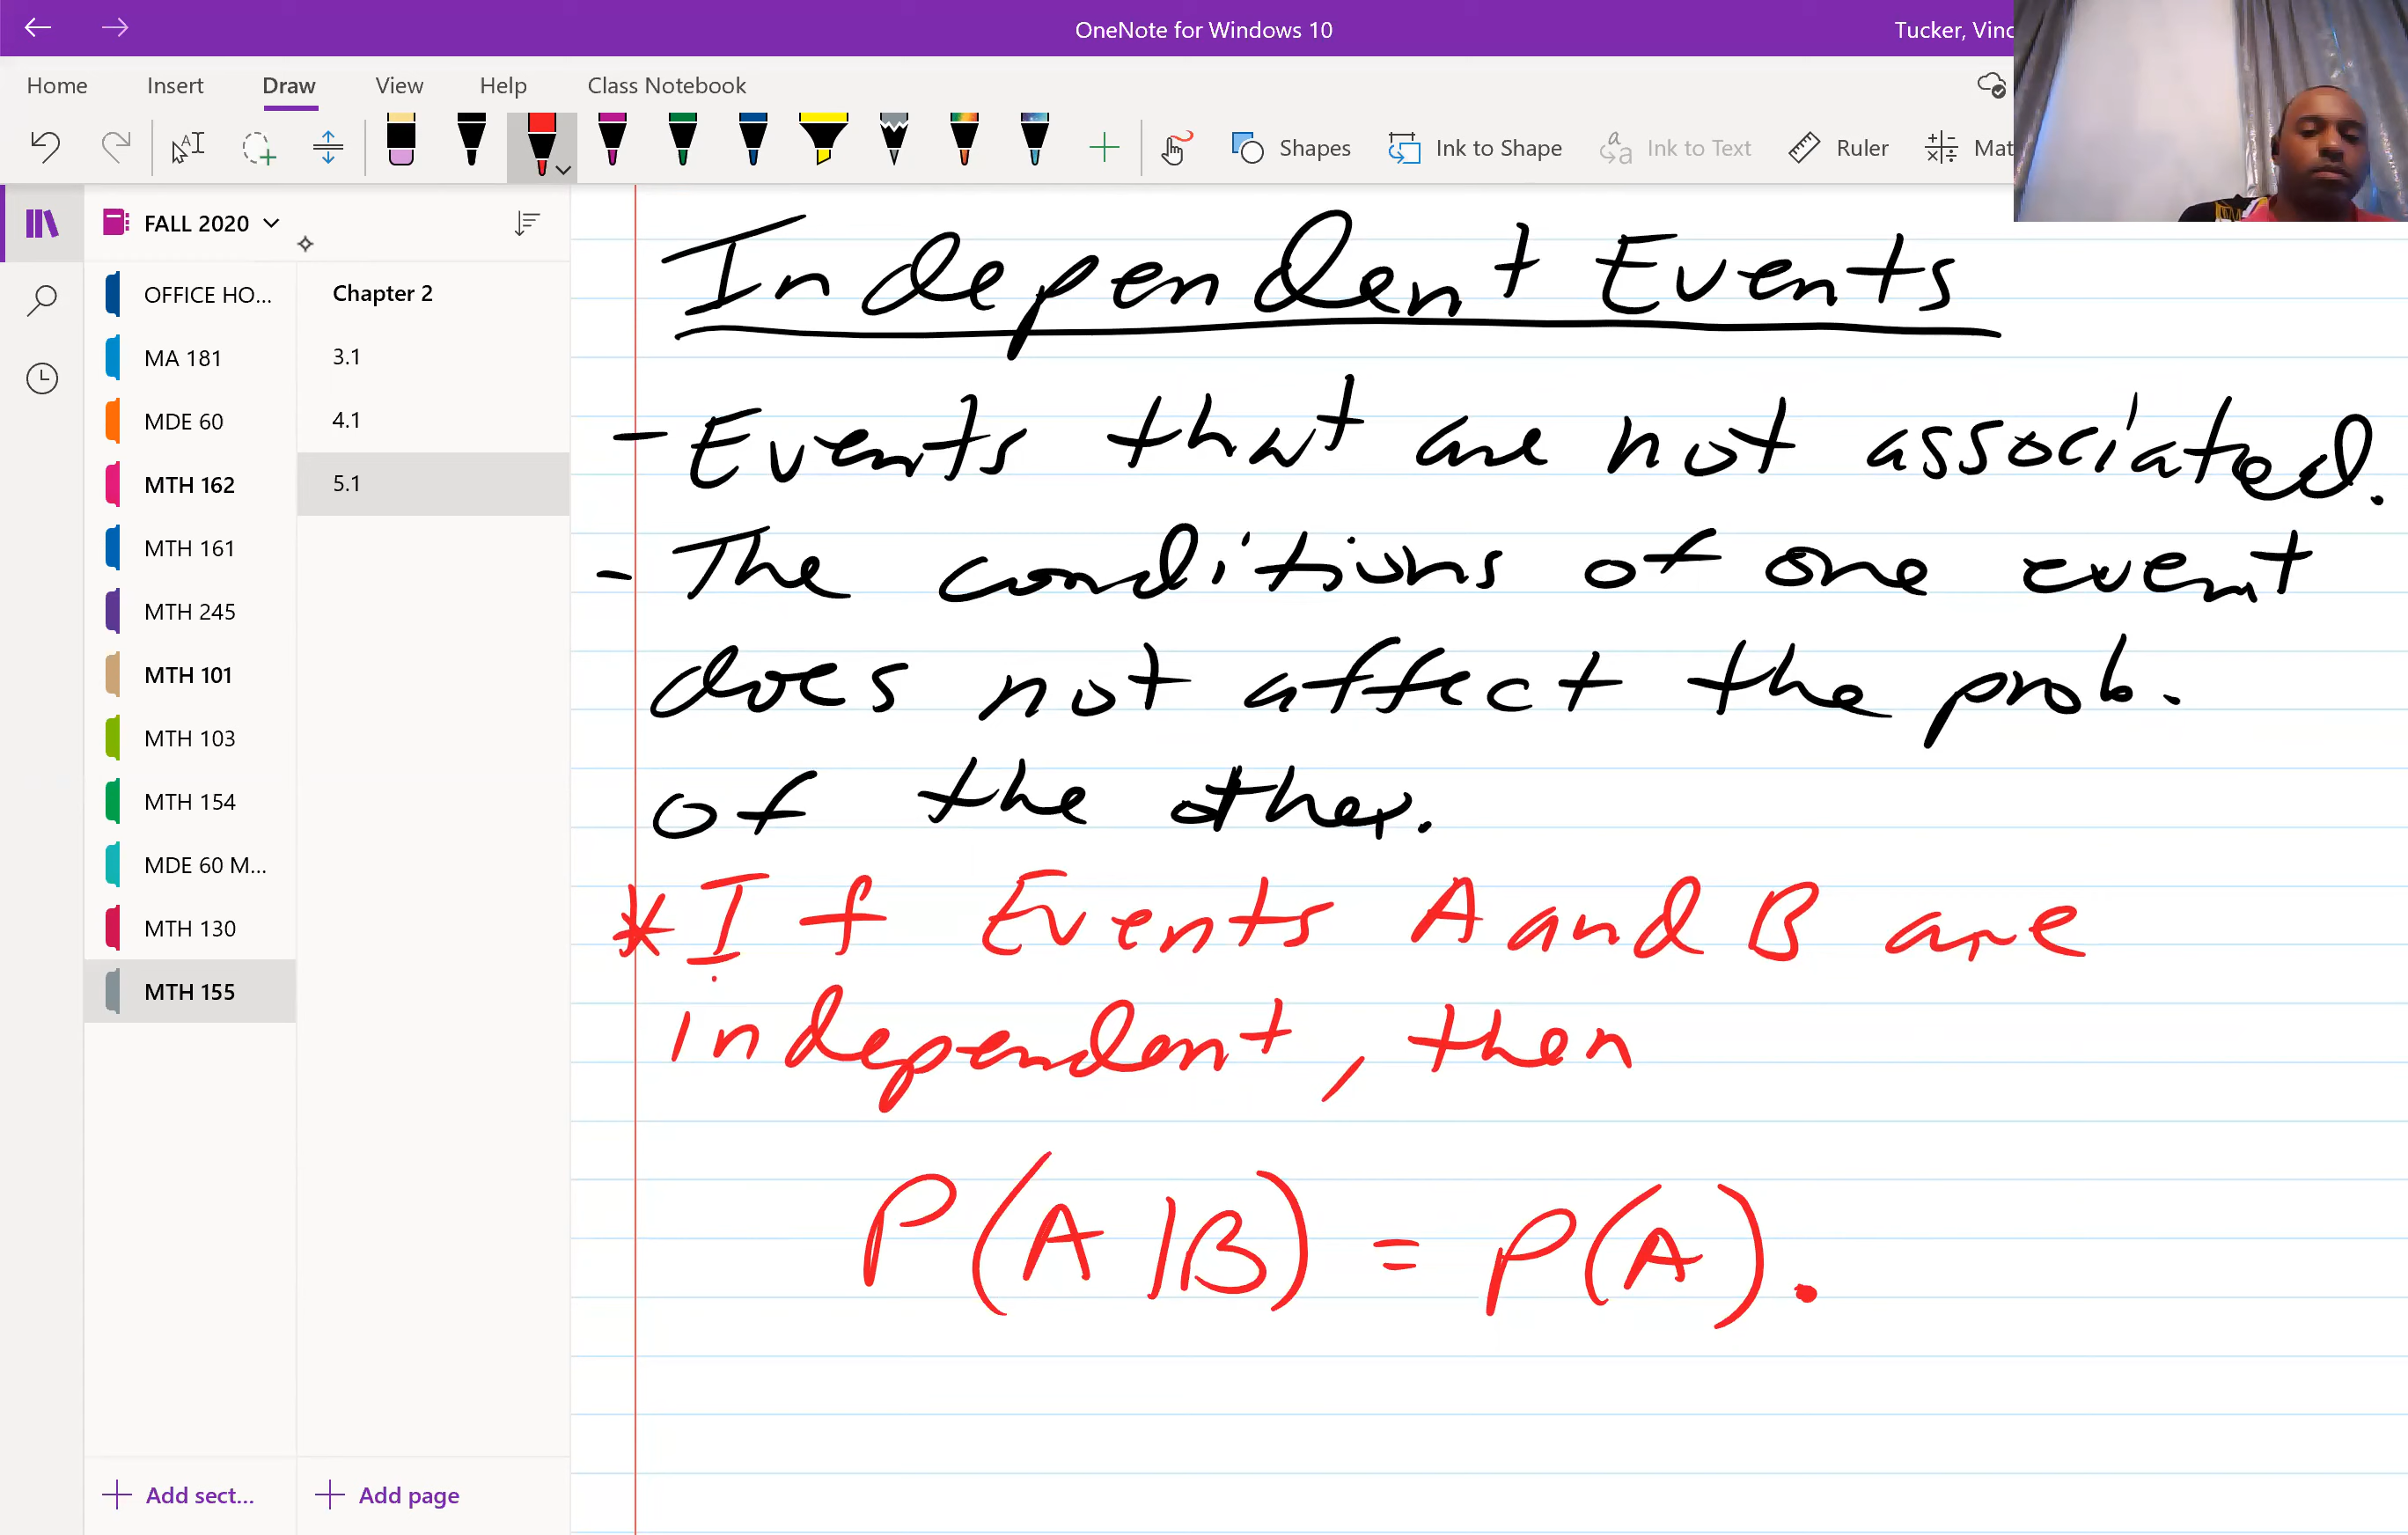 OneNote for Windows 10
Tucker, Vinc
Home Insert Draw View Help Class Notebook
Shapes Ink to Shape Ink to Text Ruler Mat
FALL 2020
OFFICE HO...
MA 181
MDE 60
MTH 162
MTH 161
MTH 245
MTH 101
MTH 103
MTH 154
MDE 60 M...
MTH 130
MTH 155
Add sect...
Chapter 2
3.1
4.1
5.1
Add page
Independent Events
- Events that are not associated.
- The conditions of one event
does not affect the prob.
of the other.
* If Events A and B are
independent, then
P(A|B) = P(A).